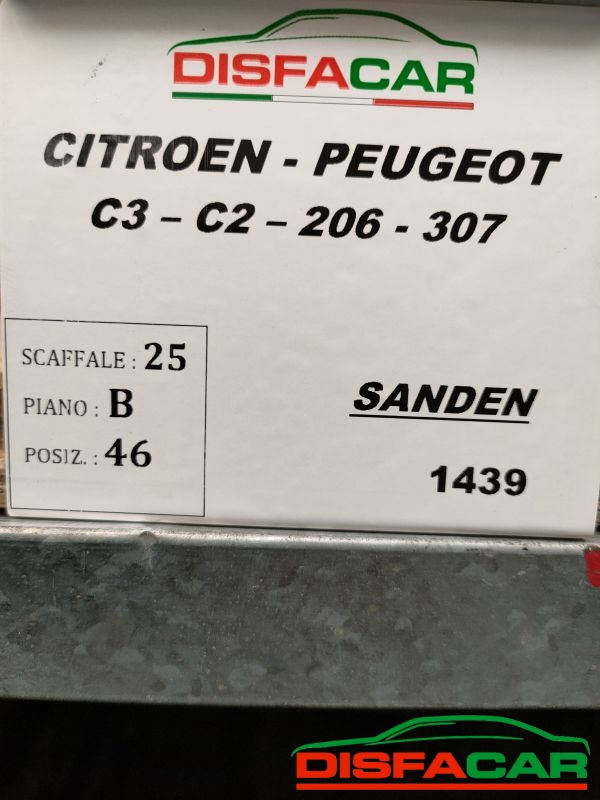 DISFACAR
CITROEN - PEUGEOT
C3 – C2 – 206 - 307
SCAFFALE : 25
PIANO : B
POSIZ. : 46
SANDEN
1439
DISFACAR